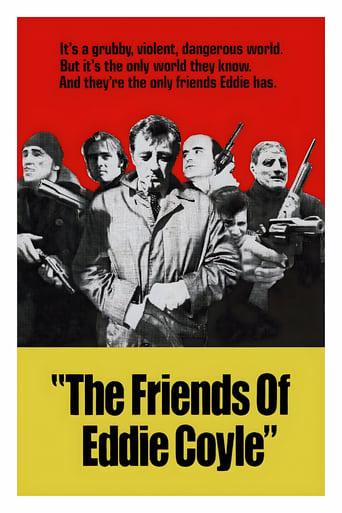 It's a grubby, violent, dangerous world.
But it's the only world they know.
And they're the only friends Eddie has.
"The Friends Of
Eddie Coyle"